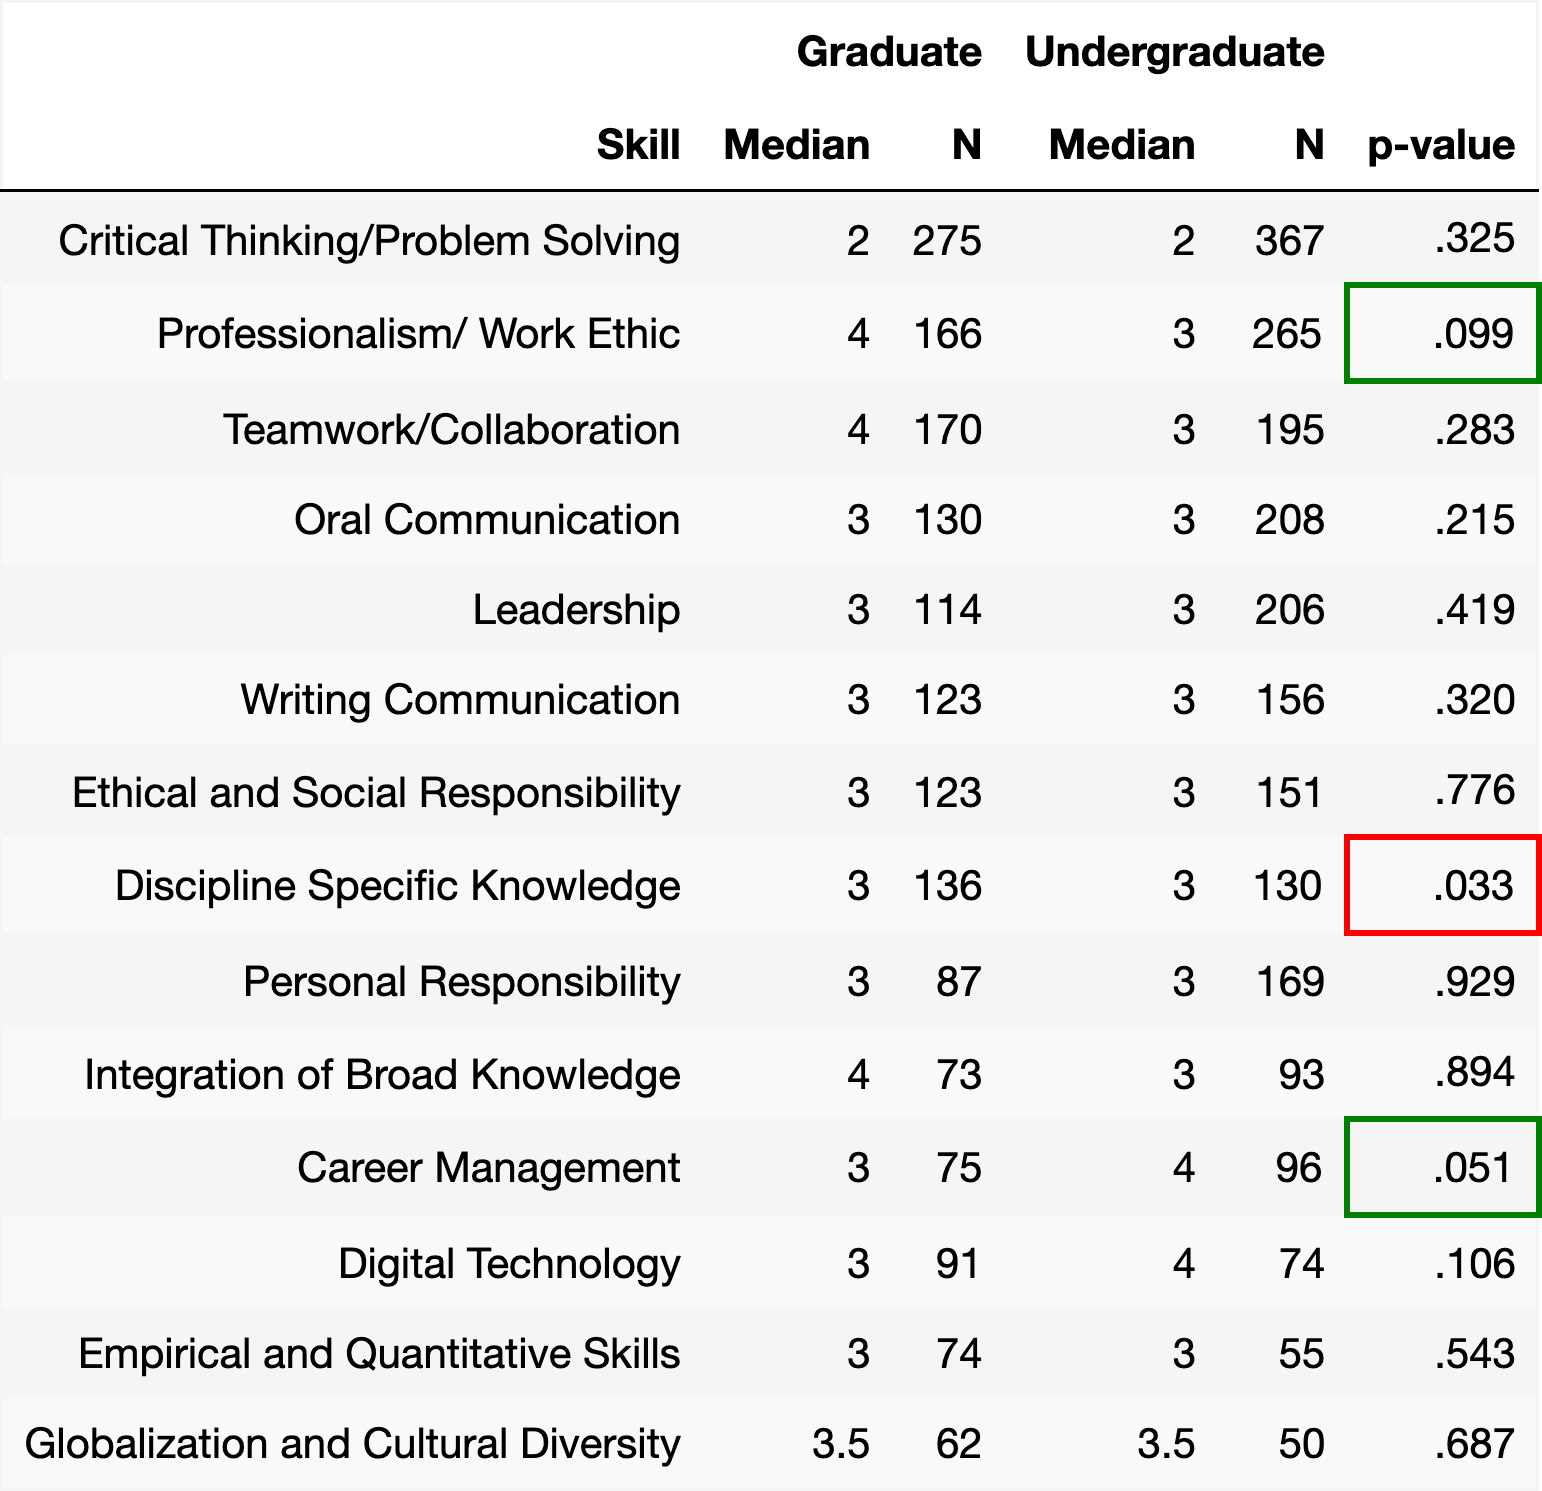 Graduate Undergraduate
Skill Median N Median N p-value
Critical Thinking/Problem Solving 2 275 2 367 .325
Professionalism/ Work Ethic 4 166 3 265 .099
Teamwork/Collaboration 4 170 3 195 .283
Oral Communication 3 130 3 208 .215
Leadership 3 114 3 206 .419
Writing Communication 3 123 3 156 .320
Ethical and Social Responsibility 3 123 3 151 .776
Discipline Specific Knowledge 3 136 3 130 .033
Personal Responsibility 3 87 3 169 .929
Integration of Broad Knowledge 4 73 3 93 .894
Career Management 3 75 4 96 .051
Digital Technology 3 91 4 74 .106
Empirical and Quantitative Skills 3 74 3 55 .543
Globalization and Cultural Diversity 3.5 62 3.5 50 .687